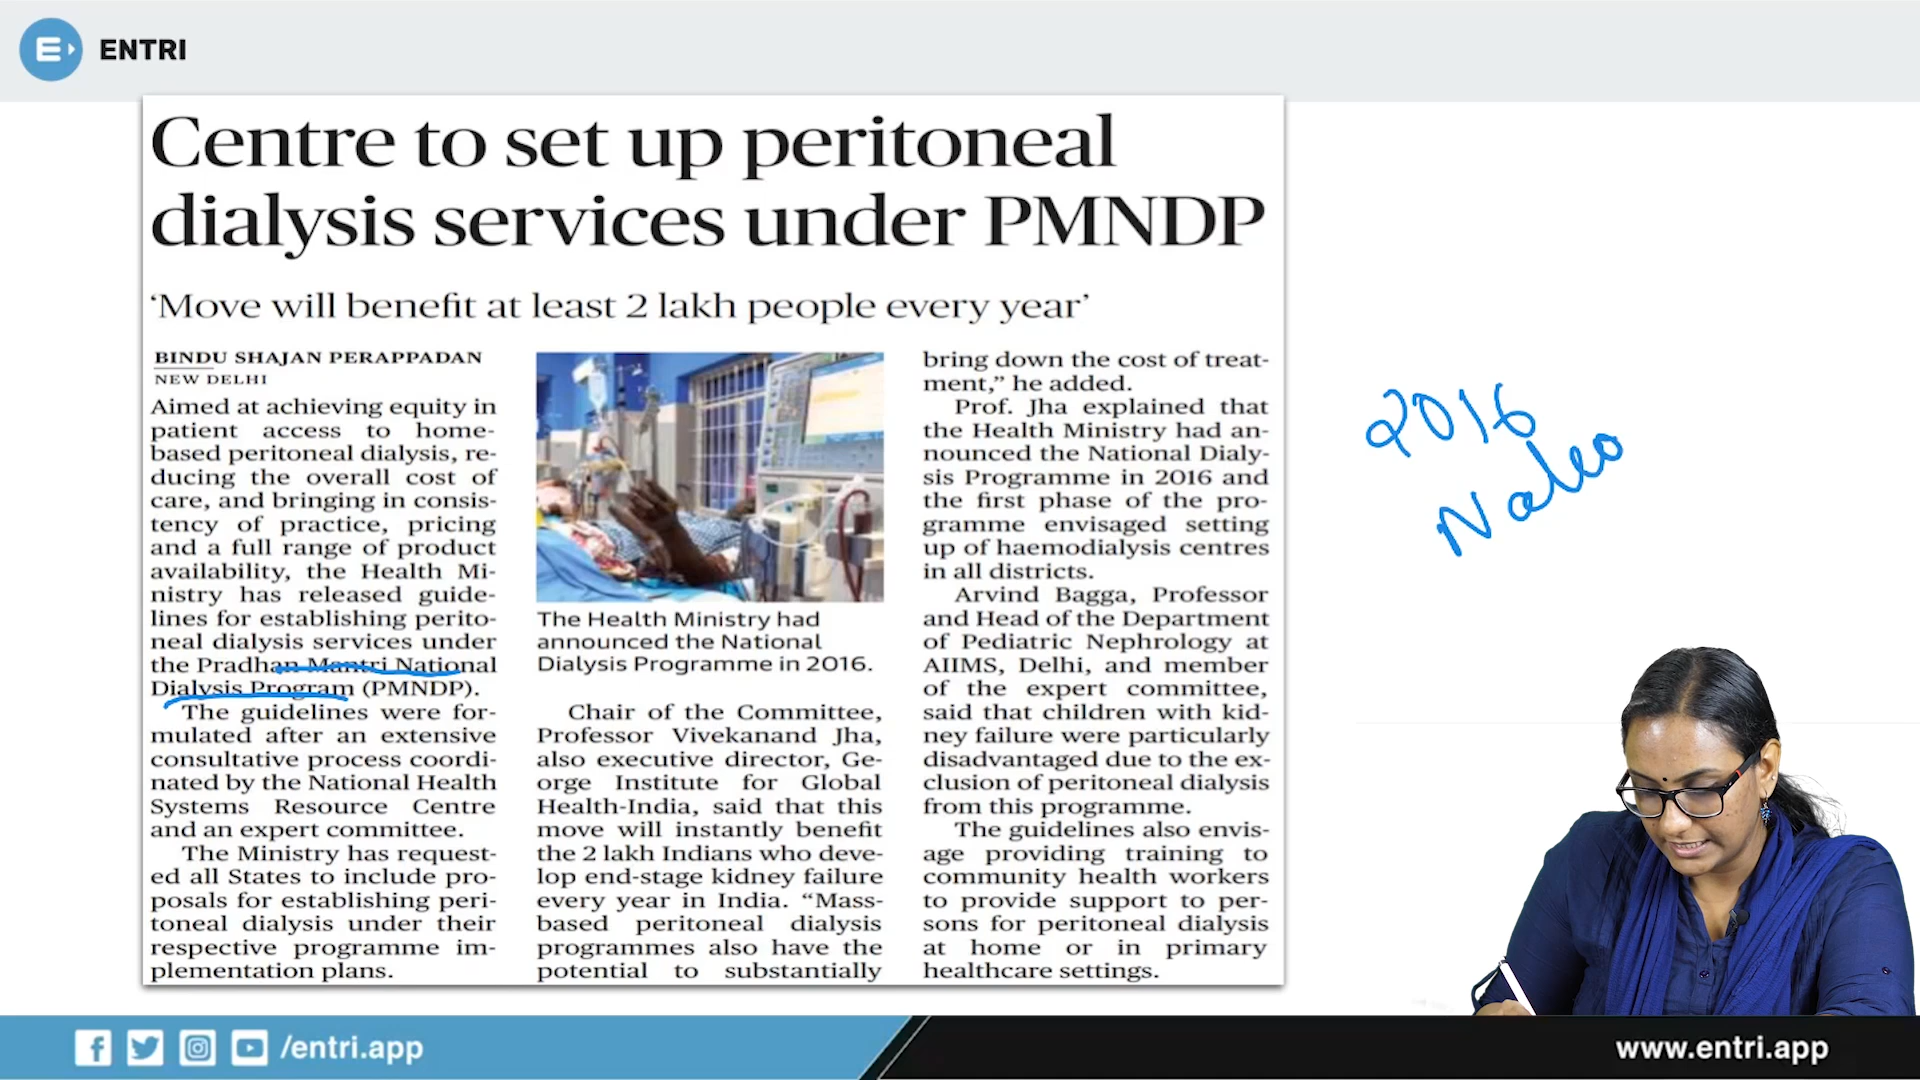 ENTRI
Centre to set up peritoneal
dialysis services under PMNDP
‘Move will benefit at least 2 lakh people every year’
BINDU SHAJAN PERAPPADAN
NEW DELHI
Aimed at achieving equity in
patient access to home-
based peritoneal dialysis, re-
ducing the overall cost of
care, and bringing in consis-
tency of practice, pricing
and a full range of product
availability, the Health Mi-
nistry has released guide-
lines for establishing perito-
neal dialysis services under
the Pradhan Mantri National
Dialysis Program (PMNDP).
The guidelines were for-
mulated after an extensive
consultative process coordi-
nated by the National Health
Systems Resource Centre
and an expert committee.
The Ministry has request-
ed all States to include pro-
posals for establishing peri-
toneal dialysis under their
respective programme im-
plementation plans.
The Health Ministry had
announced the National
Dialysis Programme in 2016.
Chair of the Committee,
Professor Vivekanand Jha,
also executive director, Ge-
orge Institute for Global
Health-India, said that this
move will instantly benefit
the 2 lakh Indians who deve-
lop end-stage kidney failure
every year in India. “Mass-
based peritoneal dialysis
programmes also have the
potential to substantially
bring down the cost of treat-
ment,” he added.
Prof. Jha explained that
the Health Ministry had an-
nounced the National Dialy-
sis Programme in 2016 and
the first phase of the pro-
gramme envisaged setting
up of haemodialysis centres
in all districts.
Arvind Bagga, Professor
and Head of the Department
of Pediatric Nephrology at
AIIMS, Delhi, and member
of the expert committee,
said that children with kid-
ney failure were particularly
disadvantaged due to the ex-
clusion of peritoneal dialysis
from this programme.
The guidelines also envis-
age providing training to
community health workers
to provide support to per-
sons for peritoneal dialysis
at home or in primary
healthcare settings.
2016
/entri.app
www.entri.app